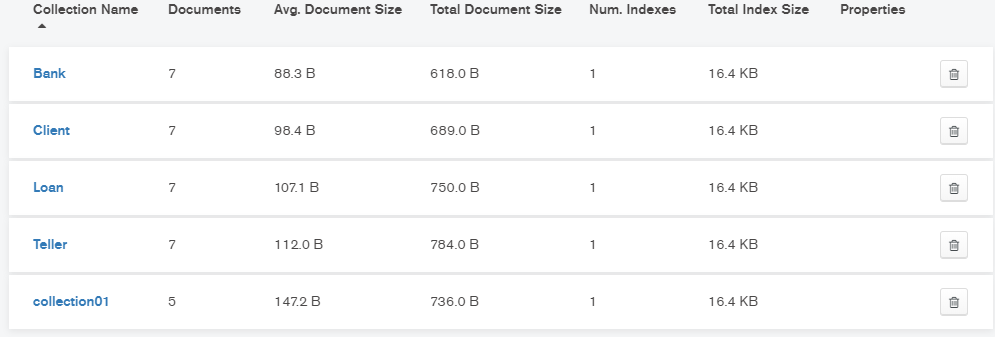 Collection Name Documents Avg. Document Size Total Document Size Num. Indexes Total Index Size Properties
Bank 7 88.3 B 618.0 B 1 16.4 KB
Client 7 98.4 B 689.0 B 1 16.4 KB
Loan 7 107.1 B 750.0 B 1 16.4 KB
Teller 7 112.0 B 784.0 B 1 16.4 KB
collection01 5 147.2 B 736.0 B 1 16.4 KB